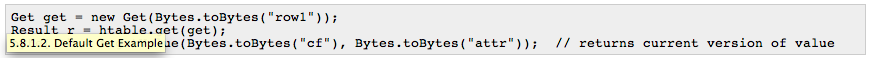 Get get = new Get(Bytes.toBytes("row1"));
Result r = htable.get(get);
5.8.1.2. Default Get Example
ue(Bytes.toBytes("cf"), Bytes.toBytes("attr"));  // returns current version of value